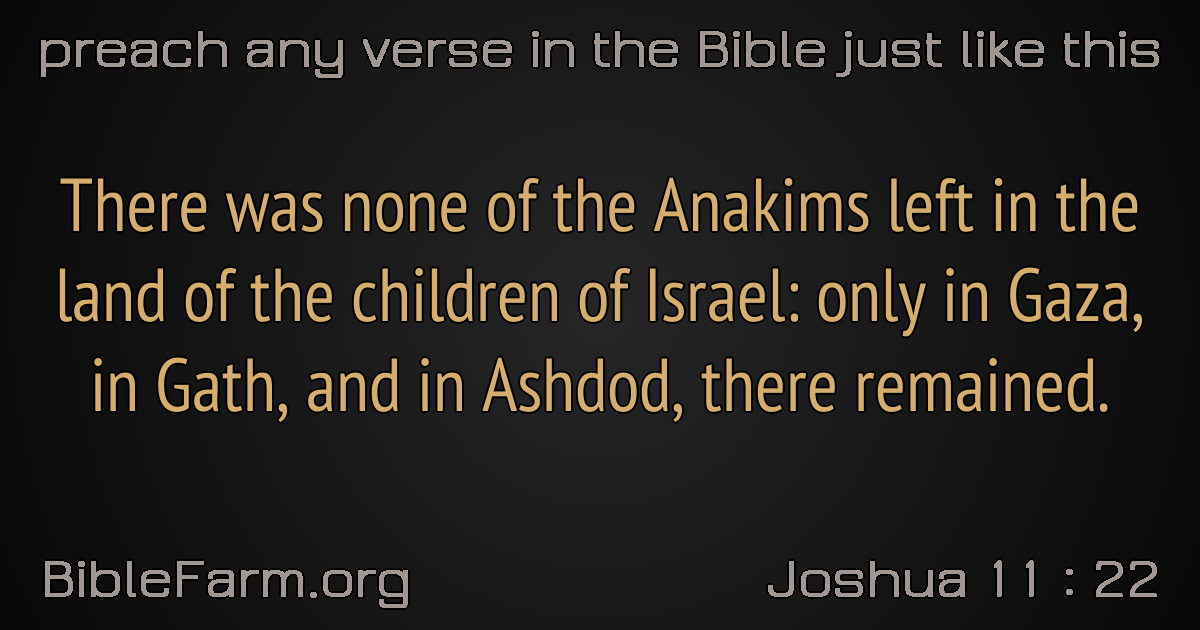 preach any verse in the Bible just like this
There was none of the Anakims left in the
land of the children of Israel: only in Gaza,
in Gath, and in Ashdod, there remained.
BibleFarm.org
Joshua 11 : 22